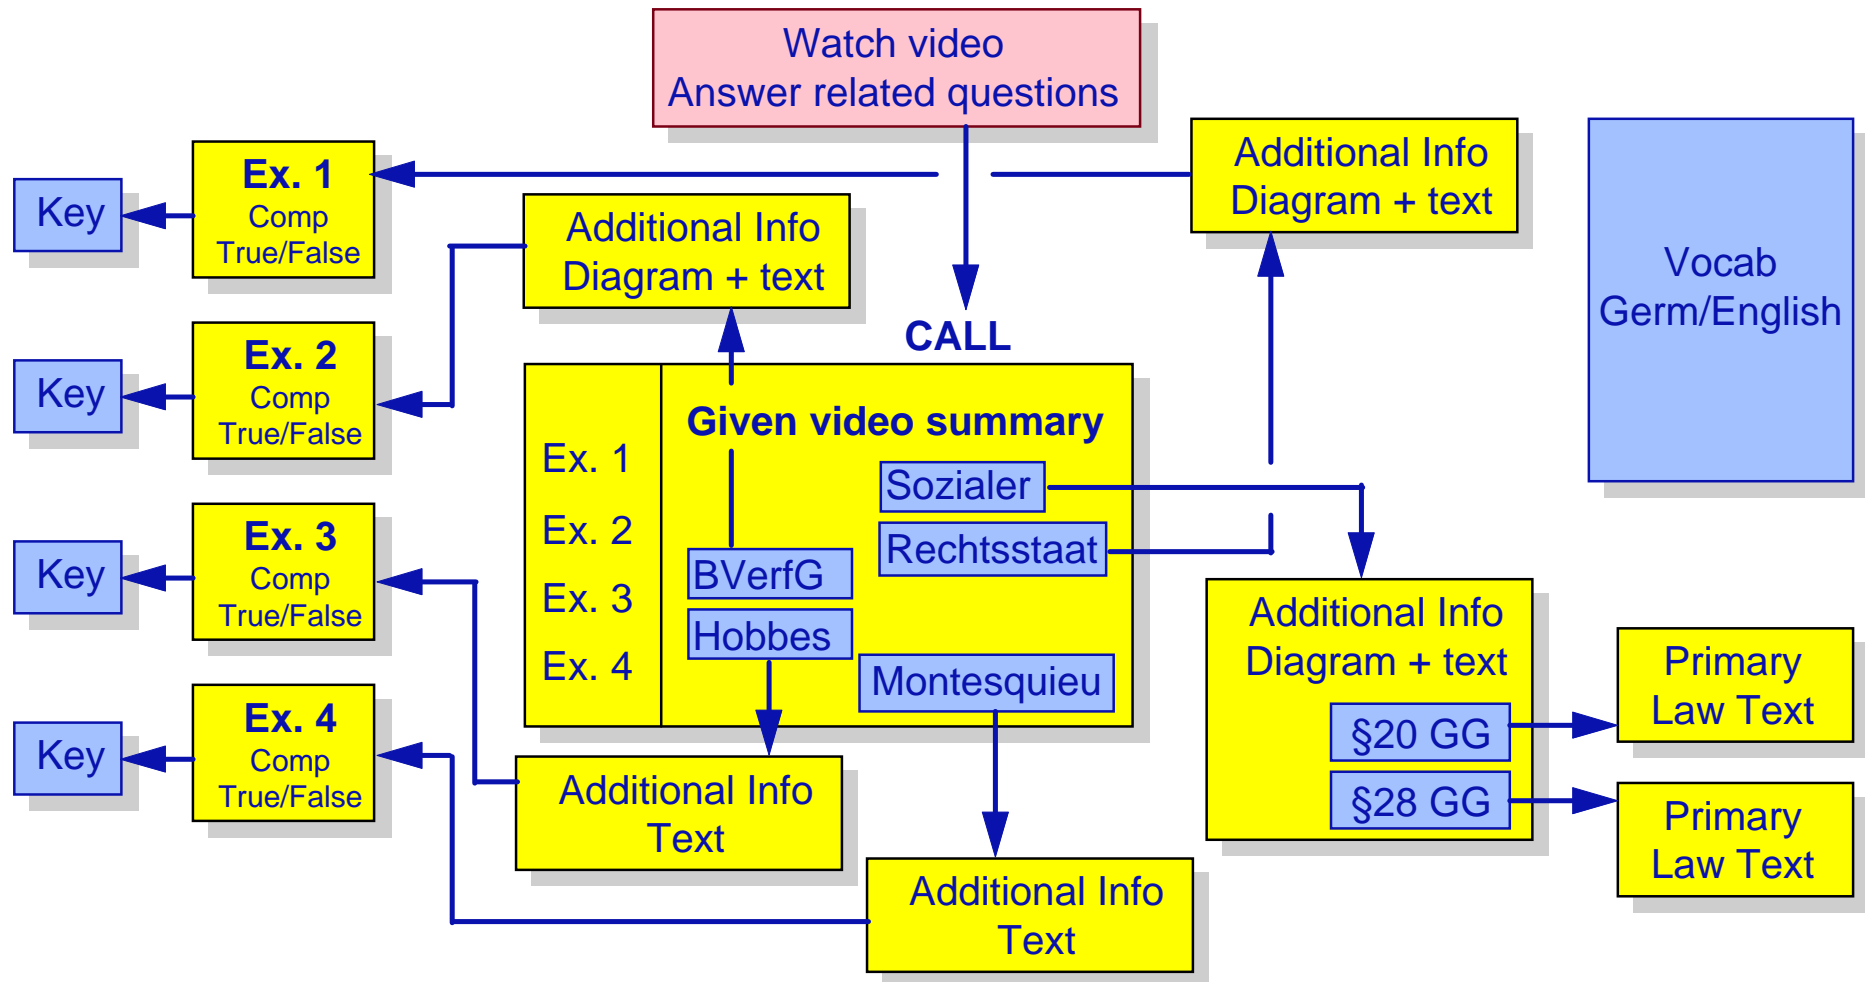 Watch video
Answer related questions
Additional Info
Diagram + text
Vocab
Germ/English
Ex. 1
Comp
True/False
Key
Additional Info
Diagram + text
CALL
Ex. 2
Comp
True/False
Key
Given video summary
Ex. 1
Ex. 2
Ex. 3
Ex. 4
Sozialer
Rechtsstaat
BVerfG
Hobbes
Montesquieu
Ex. 3
Comp
True/False
Key
Additional Info
Diagram + text
§20 GG
§28 GG
Primary
Law Text
Primary
Law Text
Ex. 4
Comp
True/False
Key
Additional Info
Text
Additional Info
Text